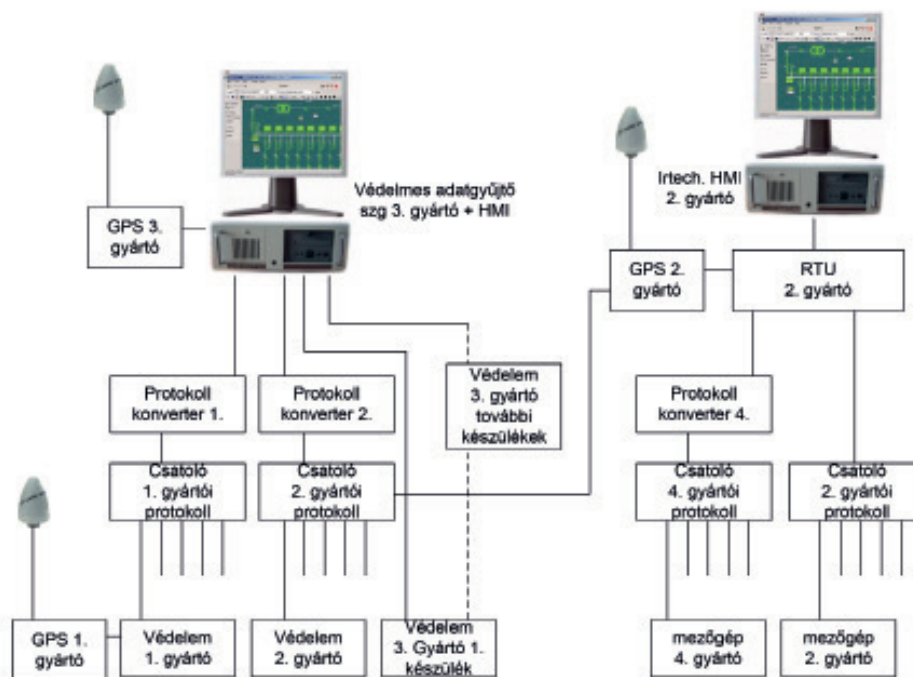 Védelmes adatgyűjtő
szg 3. gyártó + HMI
Irtech. HMI
2. gyártó
GPS 3.
gyártó
GPS 2.
gyártó
RTU
2. gyártó
Protokoll
konverter 1.
Protokoll
konverter 2.
Védelem
3. gyártó
további
készülékek
Protokoll
konverter 4.
Csatoló
1. gyártói
protokoll
Csatoló
2. gyártói
protokoll
Csatoló
4. gyártói
protokoll
Csatoló
2. gyártói
protokoll
GPS 1.
gyártó
Védelem
1. gyártó
Védelem
2. gyártó
Védelem
3. Gyártó 1.
készülék
mezőgép
4. gyártó
mezőgép
2. gyártó